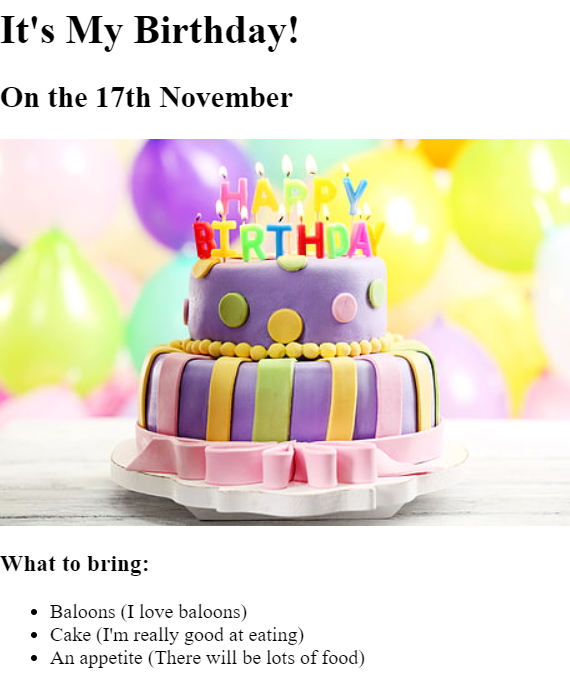 It's My Birthday!
On the 17th November
HAPPY
BIRTHDAY
What to bring:
Baloons (I love baloons)
Cake (I'm really good at eating)
An appetite (There will be lots of food)